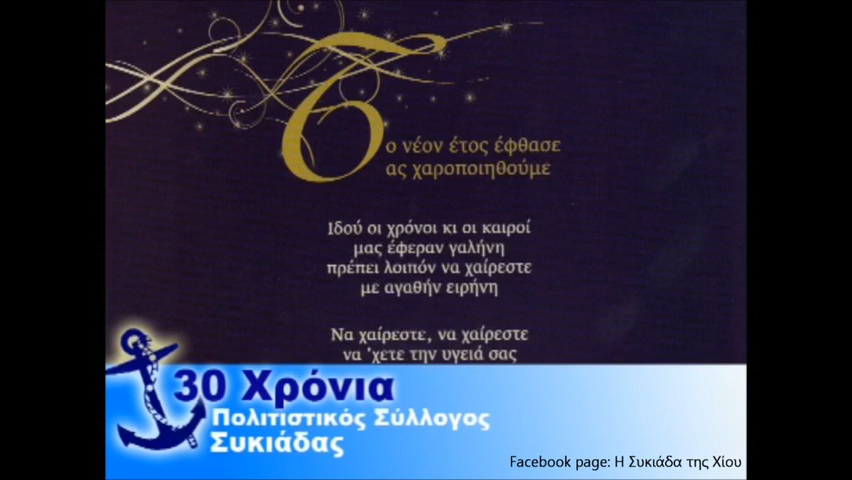 Το νέον έτος έφθασε
ας χαροποιηθούμε
Ιδού οι χρόνοι κι οι καιροί
μας έφεραν γαλήνη
πρέπει λοιπόν να χαίρεστε
με αγαθήν ειρήνη
Να χαίρεστε, να χαίρεστε
να 'χετε την υγειά σας
30 Χρόνια
Πολιτιστικός Σύλλογος
Συκιάδας
Facebook page: Η Συκιάδα της Χίου